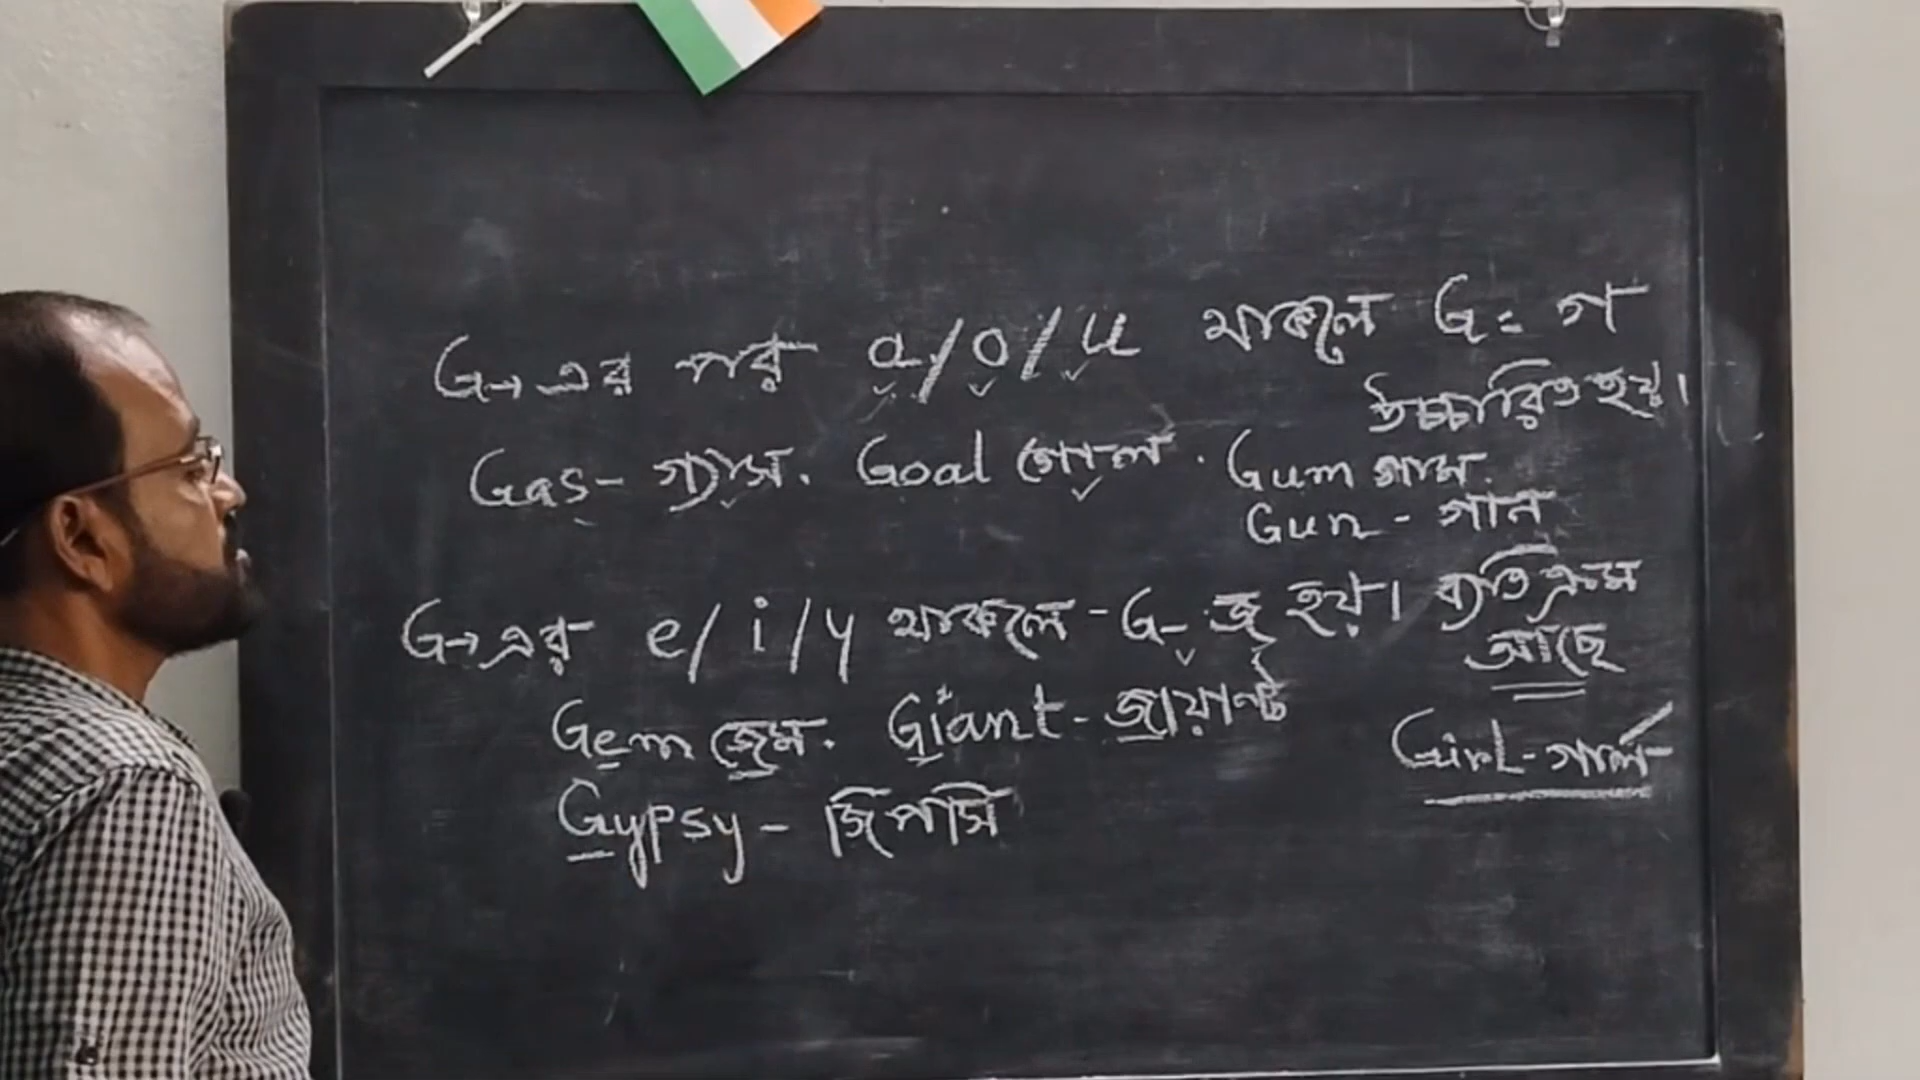 G→এর পর a/o/u থাকলে G = গ
উচ্চারিত হয়।
Gas - গ্যাস. Goal গোল. Gum গাম.
Gun - গান
G→এর e/i/y থাকলে - G - জ হয়। ব্যতিক্রম
আছে
Gem জেম. Giant - জায়ান্ট
Girl - গার্ল
Gypsy - জিপসি